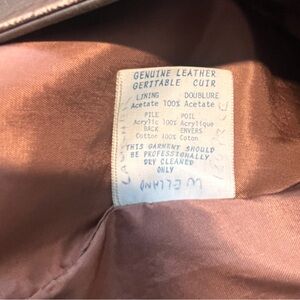 GENUINE LEATHER
GERITABLE CUIR
LINING DOUBLURE
Acetate 100% Acetate
PILE POIL
Acrylic 100% Acrylique
BACK ENVERS
Cotton 100% Coton
THIS GARMENT SHOULD
BE PROFESSIONALLY
DRY CLEANED
ONLY